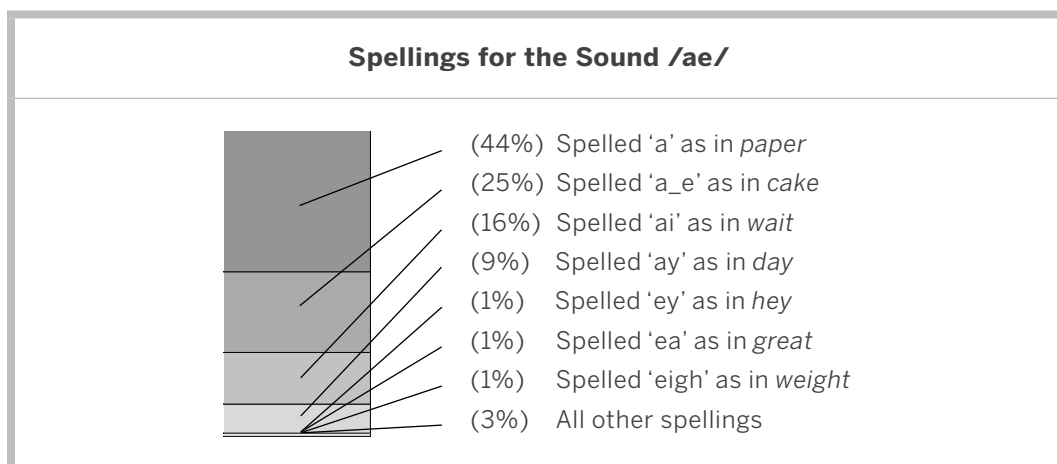 Spellings for the Sound /ae/
(44%) Spelled ‘a’ as in paper
(25%) Spelled ‘a_e’ as in cake
(16%) Spelled ‘ai’ as in wait
(9%) Spelled ‘ay’ as in day
(1%) Spelled ‘ey’ as in hey
(1%) Spelled ‘ea’ as in great
(1%) Spelled ‘eigh’ as in weight
(3%) All other spellings